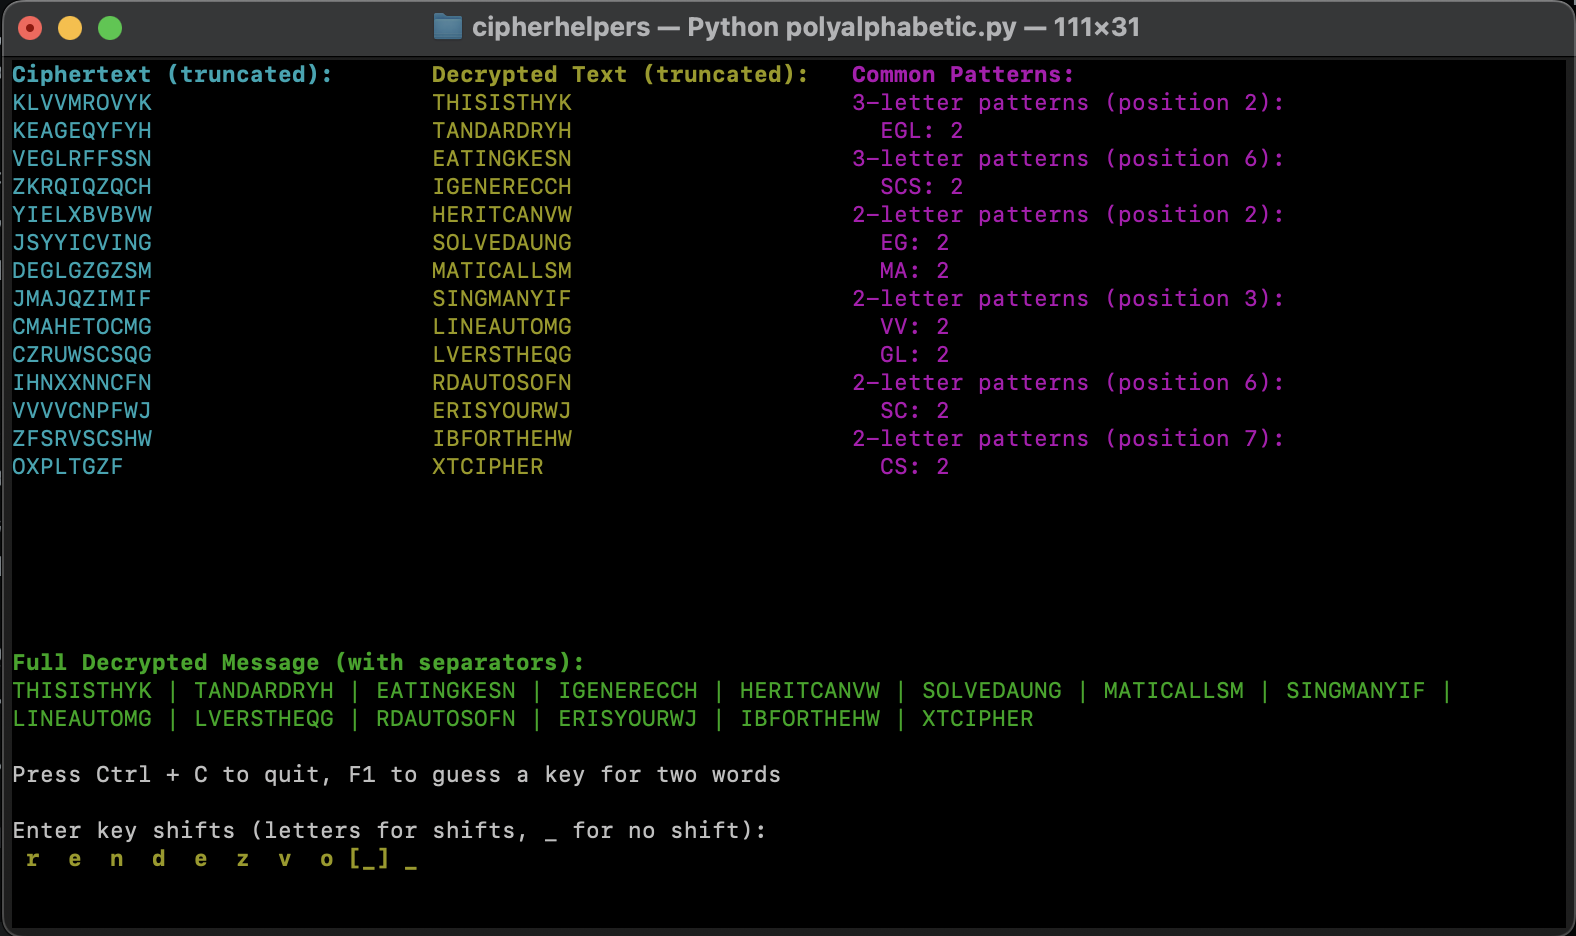 cipherhelpers — Python polyalphabetic.py — 111×31
Ciphertext (truncated): Decrypted Text (truncated): Common Patterns:
KLVVMROVYK THISISTHYK 3-letter patterns (position 2):
KEAGEQYFYH TANDARDRYH EGL: 2
VEGLRFFSSN EATINGKESN 3-letter patterns (position 6):
ZKRQIQZQCH IGENERECCH SCS: 2
YIELXBVBVW HERITCANVW 2-letter patterns (position 2):
JSYYICVING SOLVEDAUNG EG: 2
DEGLGZGZSM MATICALLSM MA: 2
JMAJQZIMIF SINGMANYIF 2-letter patterns (position 3):
CMAHETOCMG LINEAUTOMG VV: 2
CZRUWSCSQG LVERSTHEQG GL: 2
IHNXXNNCFN RDAUTOSOFN 2-letter patterns (position 6):
VVVVCNPFWJ ERISYOURWJ SC: 2
ZFSRVSCSHW IBFORTHEHW 2-letter patterns (position 7):
OXPLTGZF XTCIPHER CS: 2
Full Decrypted Message (with separators):
THISISTHYK | TANDARDRYH | EATINGKESN | IGENERECCH | HERITCANVW | SOLVEDAUNG | MATICALLSM | SINGMANYIF |
LINEAUTOMG | LVERSTHEQG | RDAUTOSOFN | ERISYOURWJ | IBFORTHEHW | XTCIPHER
Press Ctrl + C to quit, F1 to guess a key for two words
Enter key shifts (letters for shifts, _ for no shift):
r e n d e z v o [_] _